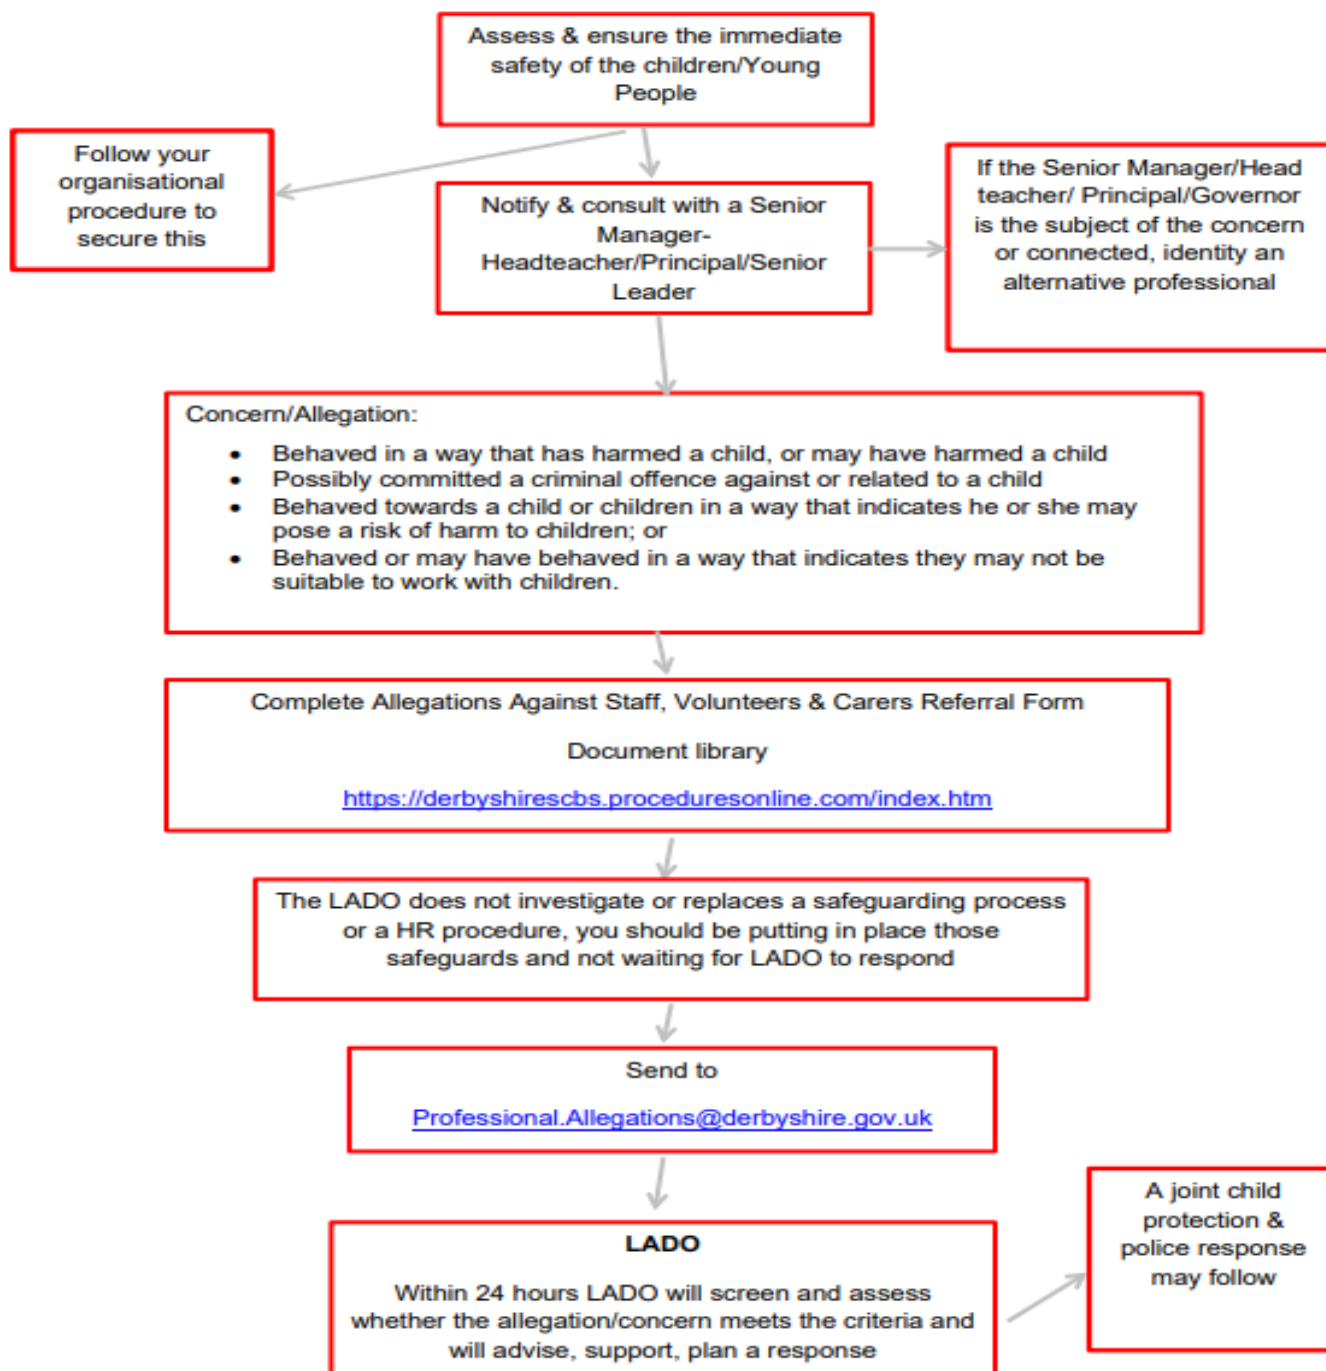 Assess & ensure the immediate
safety of the children/Young
People
Follow your
organisational
procedure to
secure this
Notify & consult with a Senior
Manager-
Headteacher/Principal/Senior
Leader
If the Senior Manager/Head
teacher/ Principal/Governor
is the subject of the concern
or connected, identity an
alternative professional
Concern/Allegation:
• Behaved in a way that has harmed a child, or may have harmed a child
• Possibly committed a criminal offence against or related to a child
• Behaved towards a child or children in a way that indicates he or she may
pose a risk of harm to children; or
• Behaved or may have behaved in a way that indicates they may not be
suitable to work with children.
Complete Allegations Against Staff, Volunteers & Carers Referral Form
Document library
https://derbyshirescbs.proceduresonline.com/index.htm
The LADO does not investigate or replaces a safeguarding process
or a HR procedure, you should be putting in place those
safeguards and not waiting for LADO to respond
Send to
Professional.Allegations@derbyshire.gov.uk
LADO
Within 24 hours LADO will screen and assess
whether the allegation/concern meets the criteria and
will advise, support, plan a response
A joint child
protection &
police response
may follow